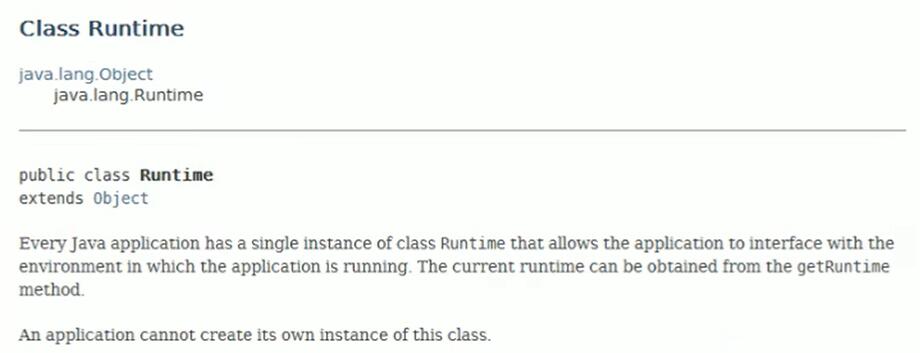 Class Runtime
java.lang.Object
java.lang.Runtime
public class Runtime
extends Object
Every Java application has a single instance of class Runtime that allows the application to interface with the
environment in which the application is running. The current runtime can be obtained from the getRuntime
method.
An application cannot create its own instance of this class.